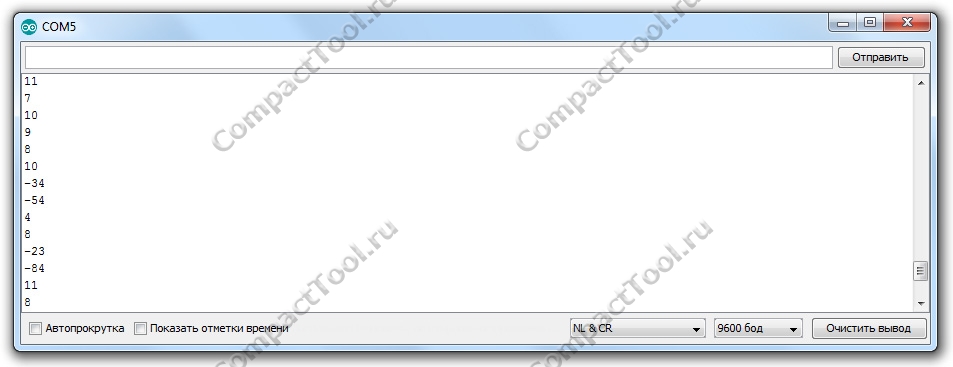 COM5
Отправить
11
7
10
9
8
10
-34
-54
4
8
-23
-84
11
8
Автопрокрутка Показать отметки времени NL & CR 9600 бод Очистить вывод
CompactTool.ru
CompactTool.ru
CompactTool.ru
CompactTool.ru